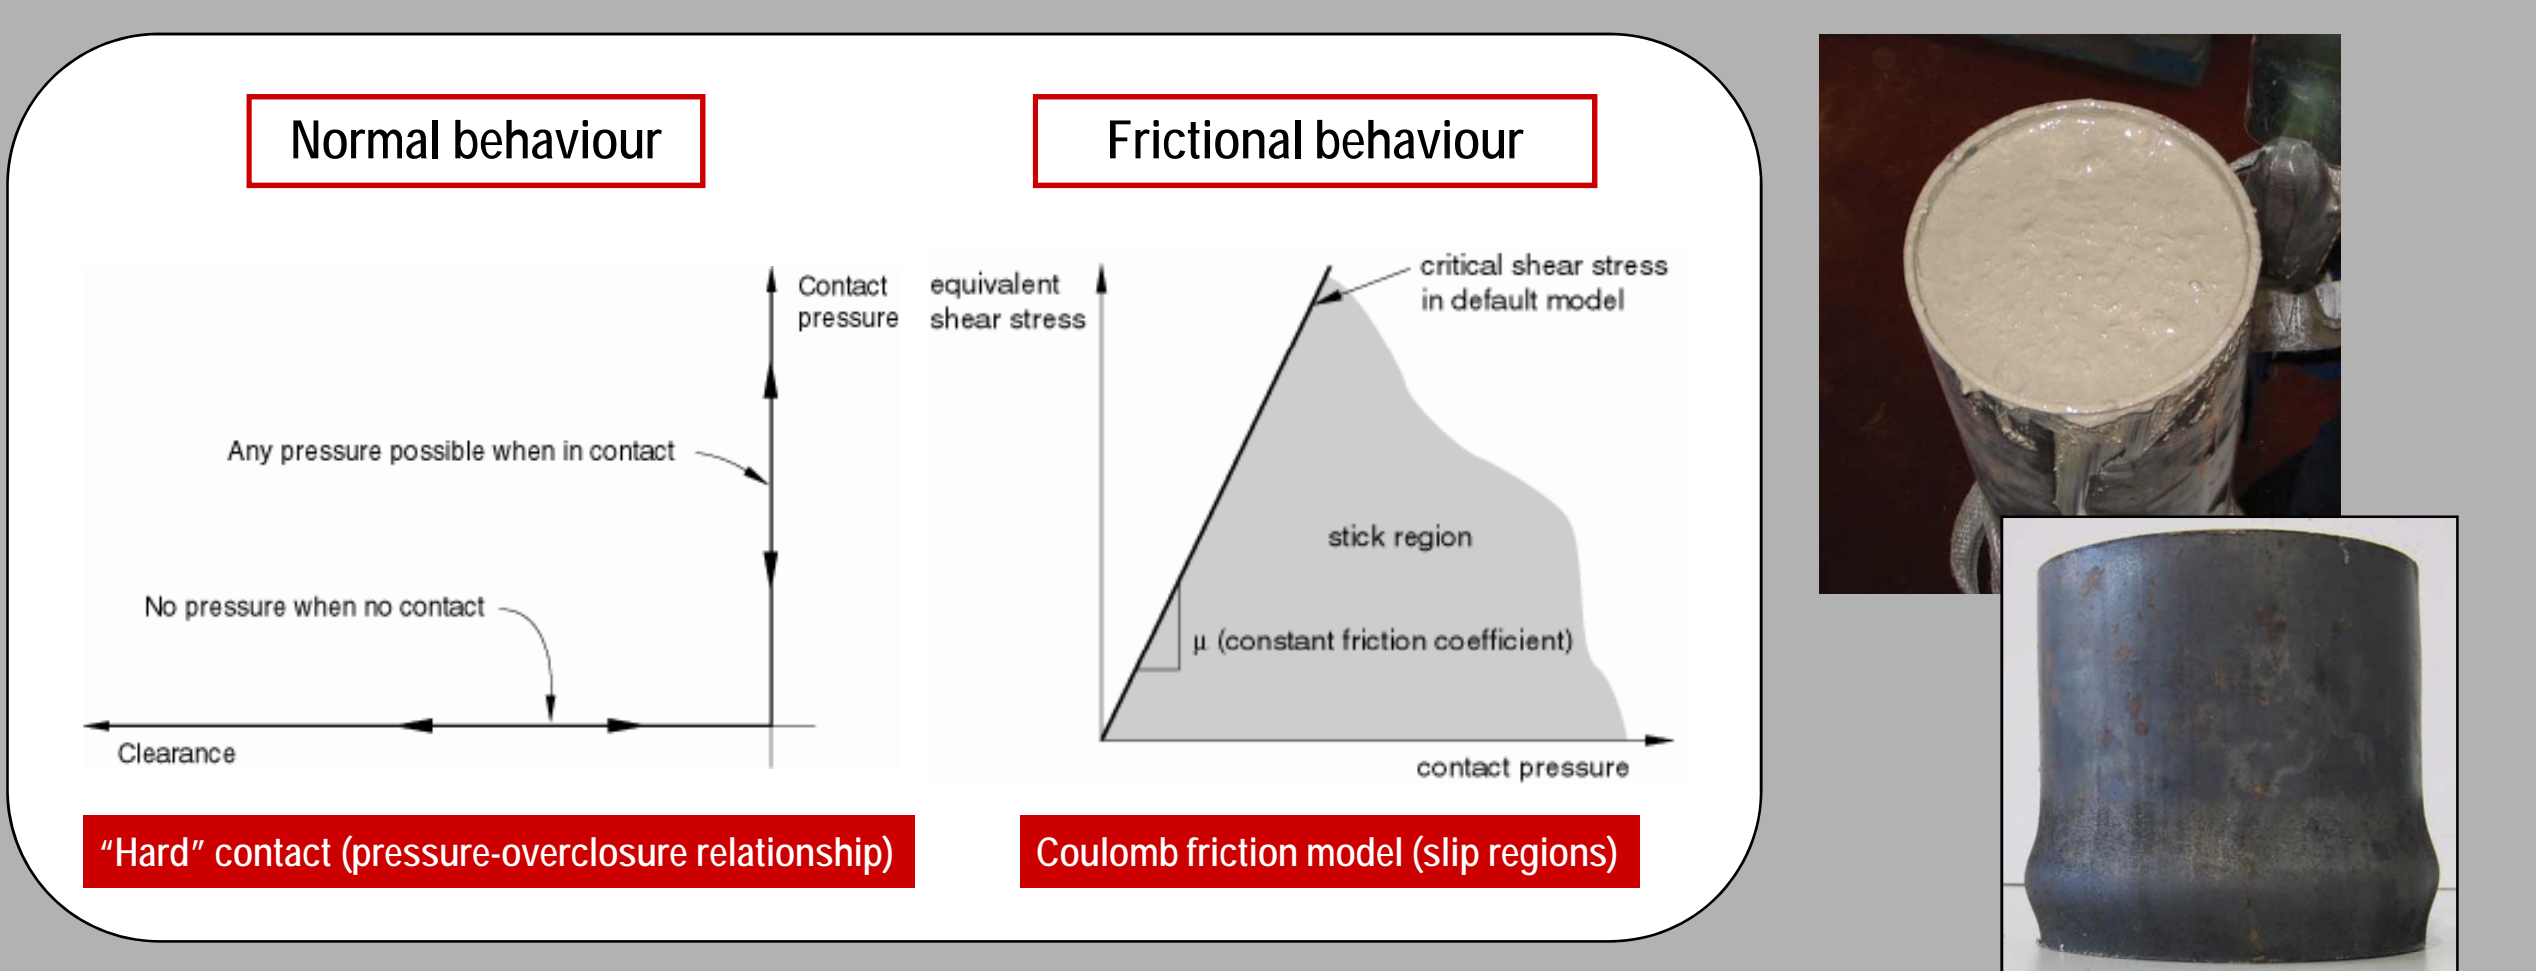 Normal behaviour
Contact
pressure
Any pressure possible when in contact
No pressure when no contact
Clearance
“Hard” contact (pressure-overclosure relationship)
Frictional behaviour
equivalent
shear stress
critical shear stress
in default model
stick region
μ (constant friction coefficient)
contact pressure
Coulomb friction model (slip regions)